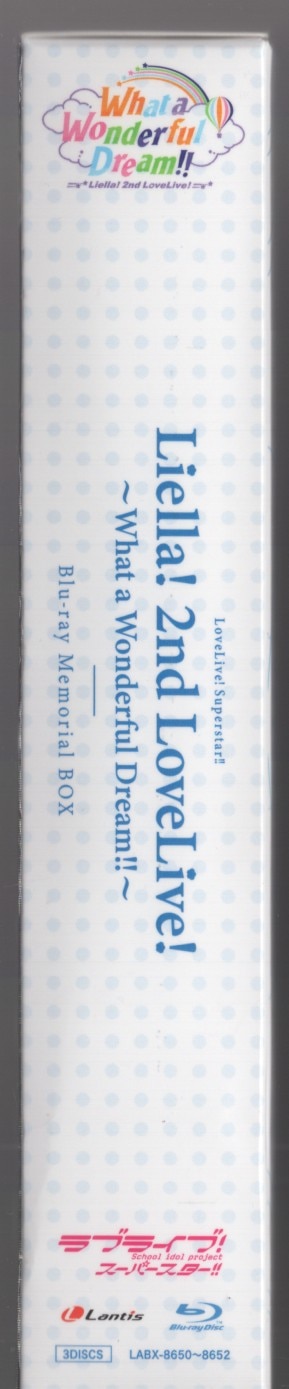 What a
Wonderful
Dream!!
Liella! 2nd LoveLive!
LoveLive! Superstar!!
Liella! 2nd LoveLive!
～What a Wonderful Dream!!～
Blu-ray Memorial BOX
ラブライブ!
School idol project
スーパースター!!
Lantis
Blu-ray Disc
TM
3DISCS
LABX-8650～8652